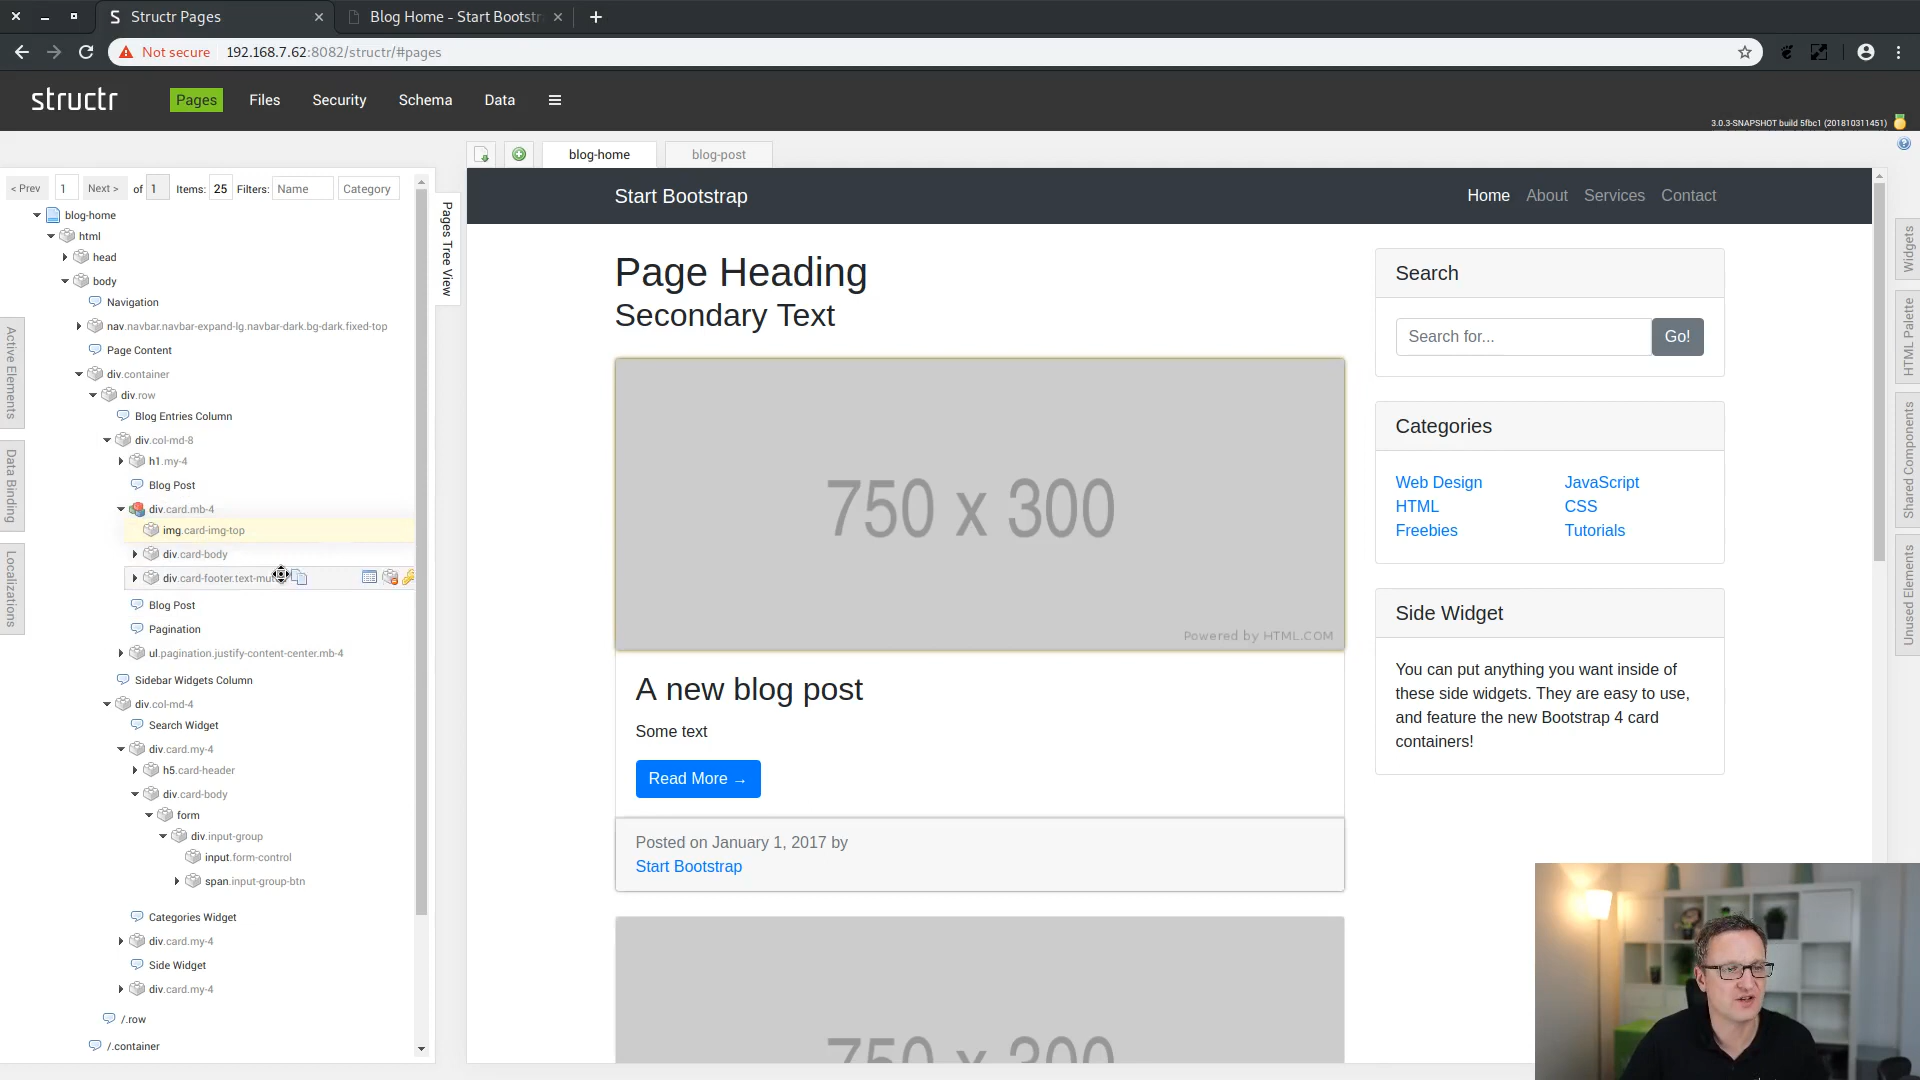 Structr Pages
Blog Home - Start Bootstr
Not secure
192.168.7.62:8082/structr/#pages
structr
Pages
Files
Security
Schema
Data
3.0.3-SNAPSHOT build 5fbc1 (201810311451)
blog-home
blog-post
< Prev
1
Next >
of
1
Items:
25
Filters:
Name
Category
blog-home
html
head
body
Navigation
nav.navbar.navbar-expand-lg.navbar-dark.bg-dark.fixed-top
Page Content
div.container
div.row
Blog Entries Column
div.col-md-8
h1.my-4
Blog Post
div.card.mb-4
img.card-img-top
div.card-body
div.card-footer.text-mu
Blog Post
Pagination
ul.pagination.justify-content-center.mb-4
Sidebar Widgets Column
div.col-md-4
Search Widget
div.card.my-4
h5.card-header
div.card-body
form
div.input-group
input.form-control
span.input-group-btn
Categories Widget
div.card.my-4
Side Widget
div.card.my-4
/.row
/.container
Active Elements
Data Binding
Localizations
Pages Tree View
Start Bootstrap
Home
About
Services
Contact
Page Heading
Secondary Text
750 x 300
Powered by HTML.COM
A new blog post
Some text
Read More →
Posted on January 1, 2017 by
Start Bootstrap
750 x 300
Search
Search for...
Go!
Categories
Web Design
JavaScript
HTML
CSS
Freebies
Tutorials
Side Widget
You can put anything you want inside of
these side widgets. They are easy to use,
and feature the new Bootstrap 4 card
containers!
Widgets
HTML Palette
Shared Components
Unused Elements